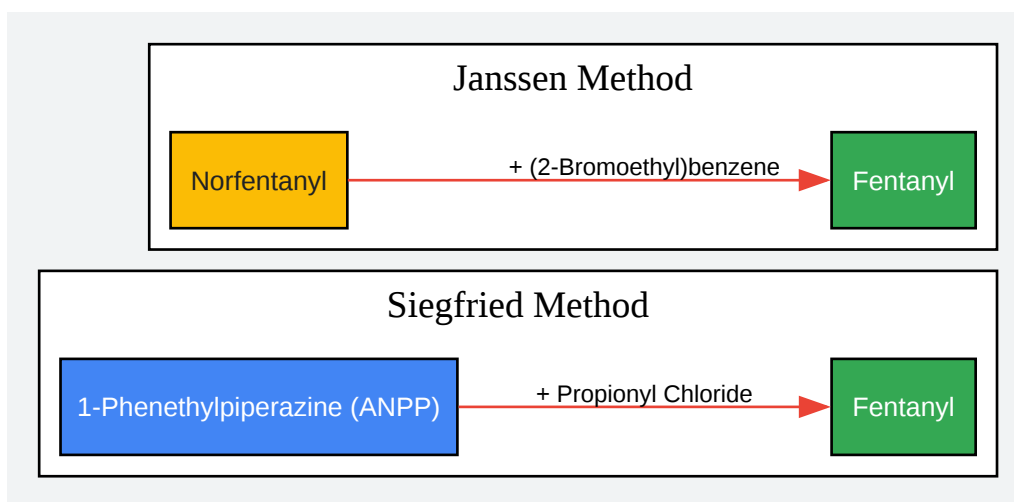 Janssen Method
Norfentanyl
+ (2-Bromoethyl)benzene
Fentanyl
Siegfried Method
1-Phenethylpiperazine (ANPP)
+ Propionyl Chloride
Fentanyl